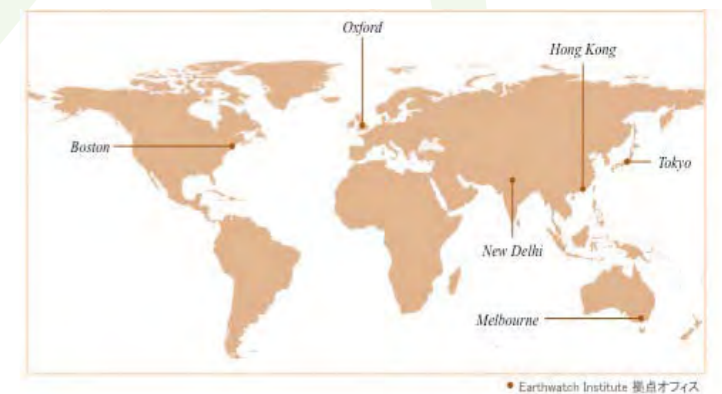 Oxford
Hong Kong
Boston
Tokyo
New Delhi
Melbourne
● Earthwatch Institute 拠点オフィス